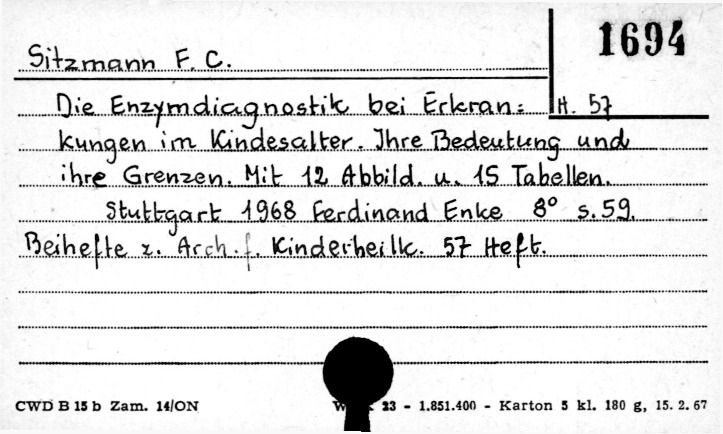 1694
Sitzmann F. C.
Die Enzymdiagnostik bei Erkran= H. 57
kungen im Kindesalter. Ihre Bedeutung und
ihre Grenzen. Mit 12 Abbild. u. 15 Tabellen.
Stuttgart 1968 Ferdinand Enke 8° s. 59.
Beihefte z. Arch. f. Kinderheilk. 57 Heft.
CWD B 15 b Zam. 14/ON 23 - 1.851.400 - Karton 5 kl. 180 g, 15. 2. 67